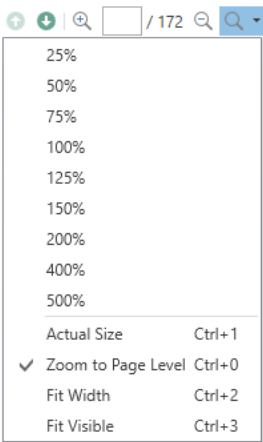 / 172
25%
50%
75%
100%
125%
150%
200%
400%
500%
Actual Size Ctrl+1
Zoom to Page Level Ctrl+0
Fit Width Ctrl+2
Fit Visible Ctrl+3